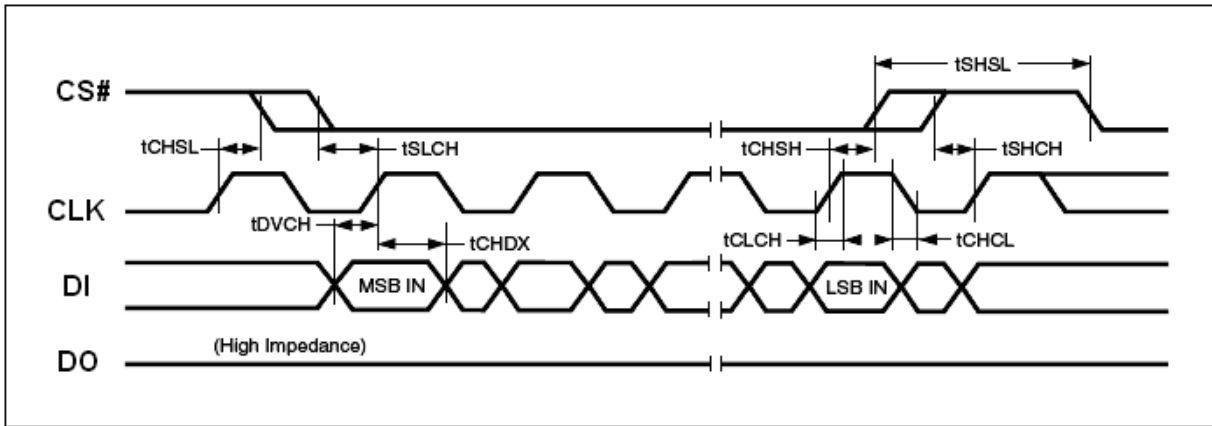 tSHSL
CS#
tCHSL
tSLCH
tCHSH
tSHCH
CLK
tDVCH
tCHDX
tCLCH
tCHCL
DI
MSB IN
LSB IN
(High Impedance)
DO